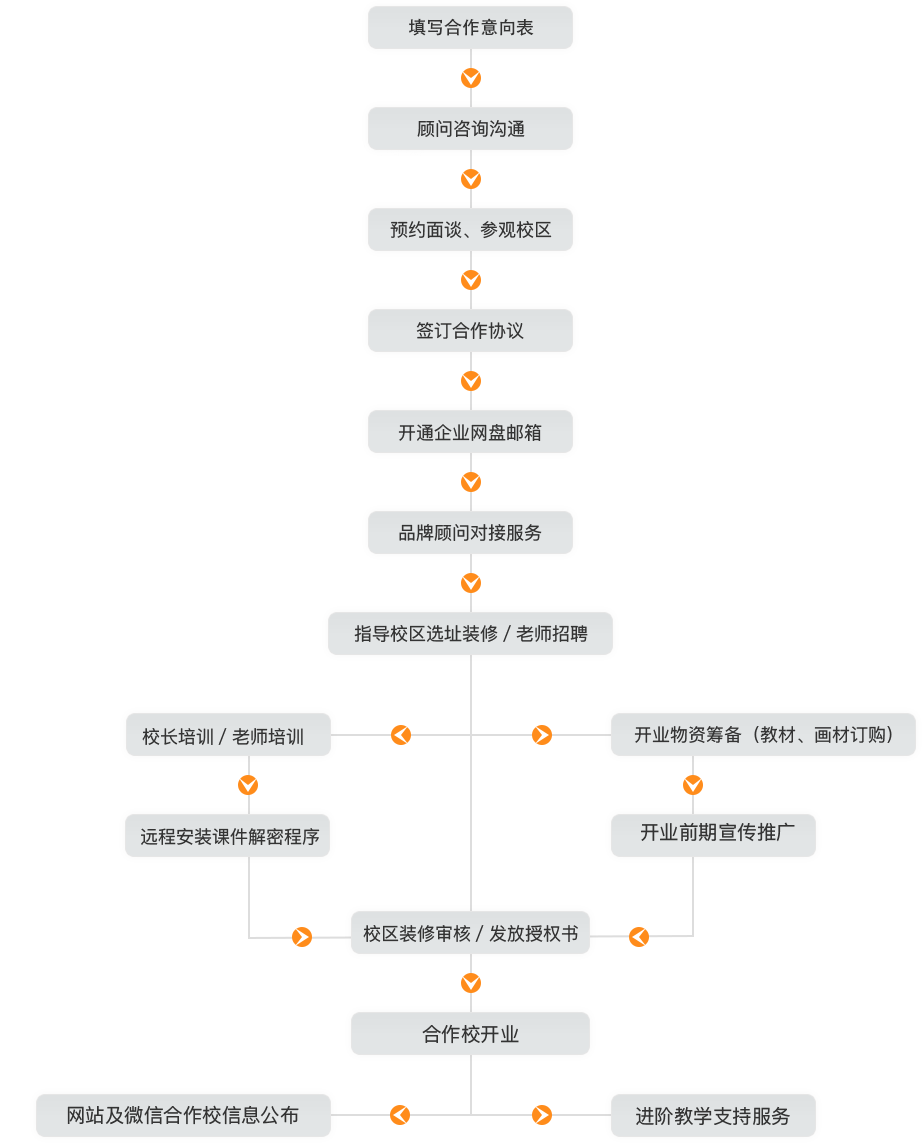 填写合作意向表
顾问咨询沟通
预约面谈、参观校区
签订合作协议
开通企业网盘邮箱
品牌顾问对接服务
指导校区选址装修 / 老师招聘
校长培训 / 老师培训
开业物资筹备（教材、画材订购）
远程安装课件解密程序
开业前期宣传推广
校区装修审核 / 发放授权书
合作校开业
网站及微信合作校信息公布
进阶教学支持服务